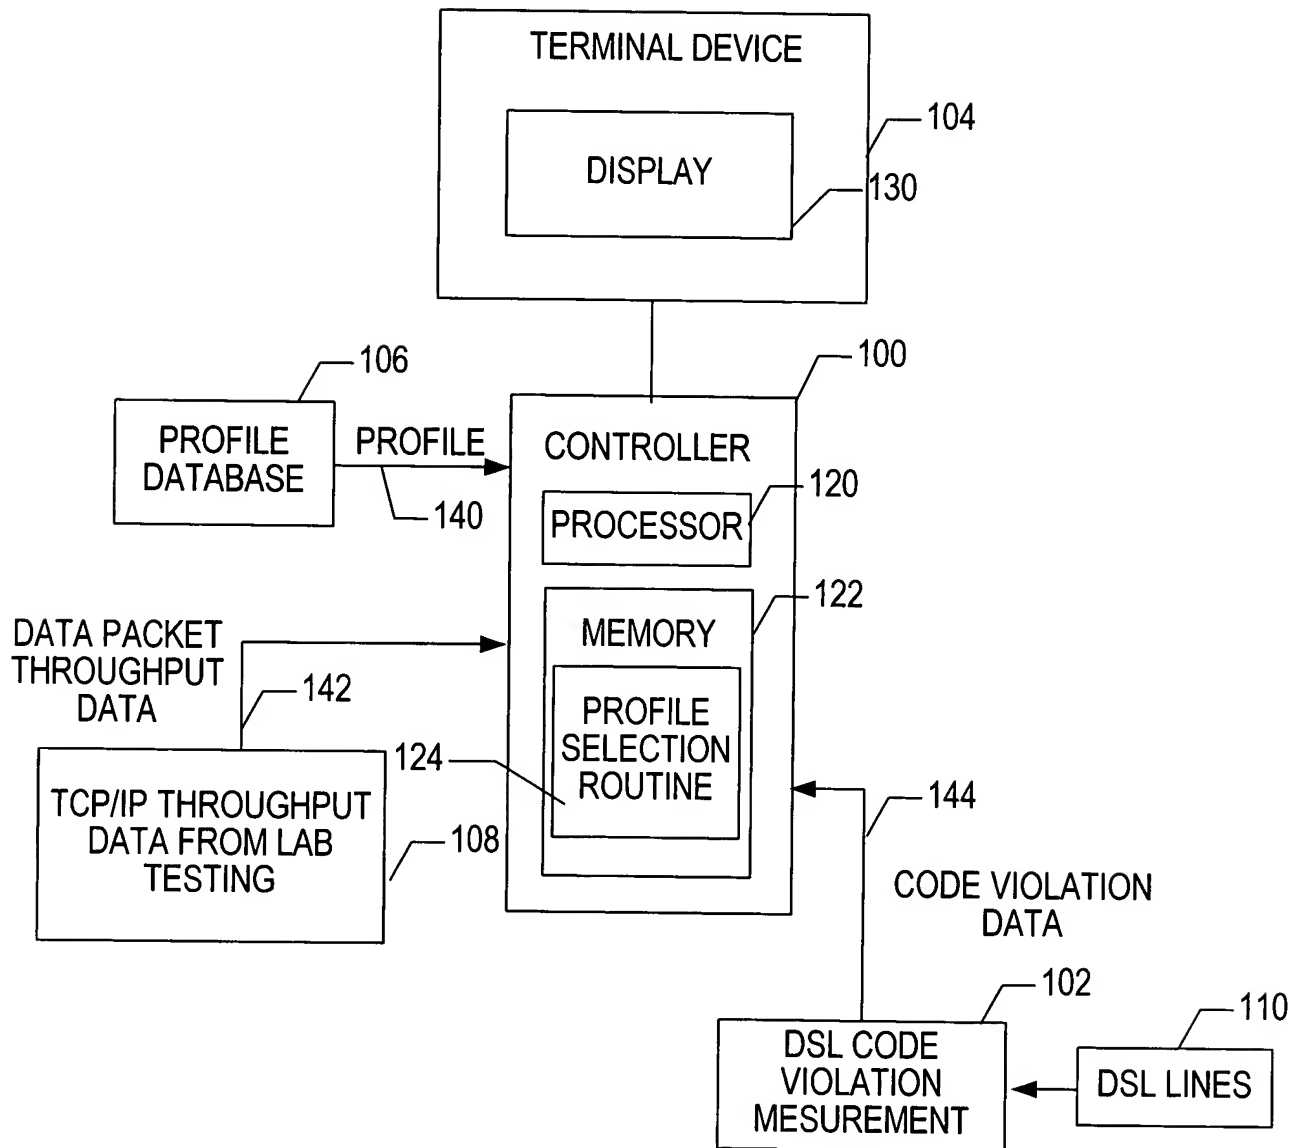 TERMINAL DEVICE
104
DISPLAY
130
100
106
PROFILE
DATABASE
PROFILE
140
CONTROLLER
120
PROCESSOR
122
MEMORY
DATA PACKET
THROUGHPUT
DATA
142
PROFILE
SELECTION
ROUTINE
124
TCP/IP THROUGHPUT
DATA FROM LAB
TESTING
108
144
CODE VIOLATION
DATA
102
110
DSL CODE
VIOLATION
MESUREMENT
DSL LINES